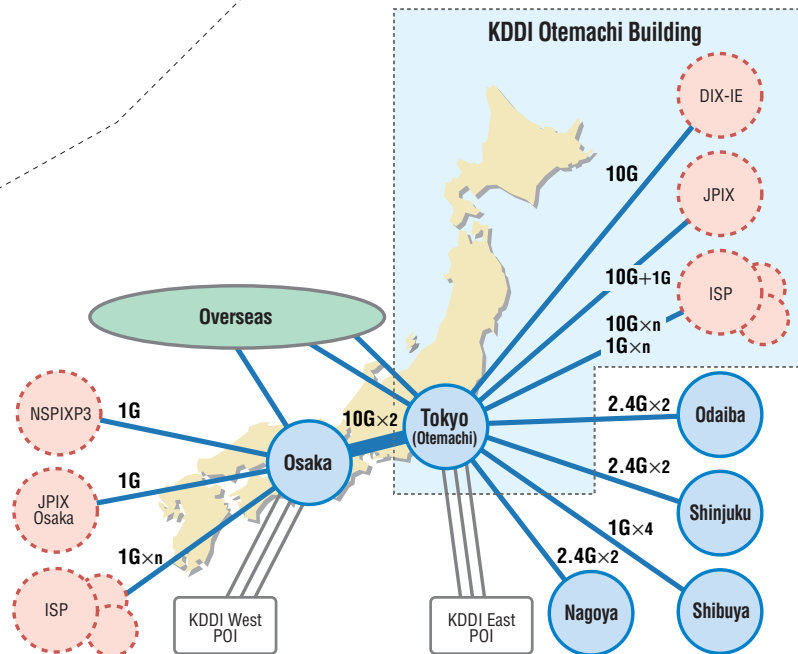 KDDI Otemachi Building
DIX-IE
10G
JPIX
10G+1G
ISP
10G×n
1G×n
Overseas
NSPIXP3
1G
10G×2
Tokyo
(Otemachi)
2.4G×2
Odaiba
Osaka
JPIX
Osaka
1G
2.4G×2
Shinjuku
1G×n
1G×4
2.4G×2
ISP
KDDI West
POI
KDDI East
POI
Nagoya
Shibuya